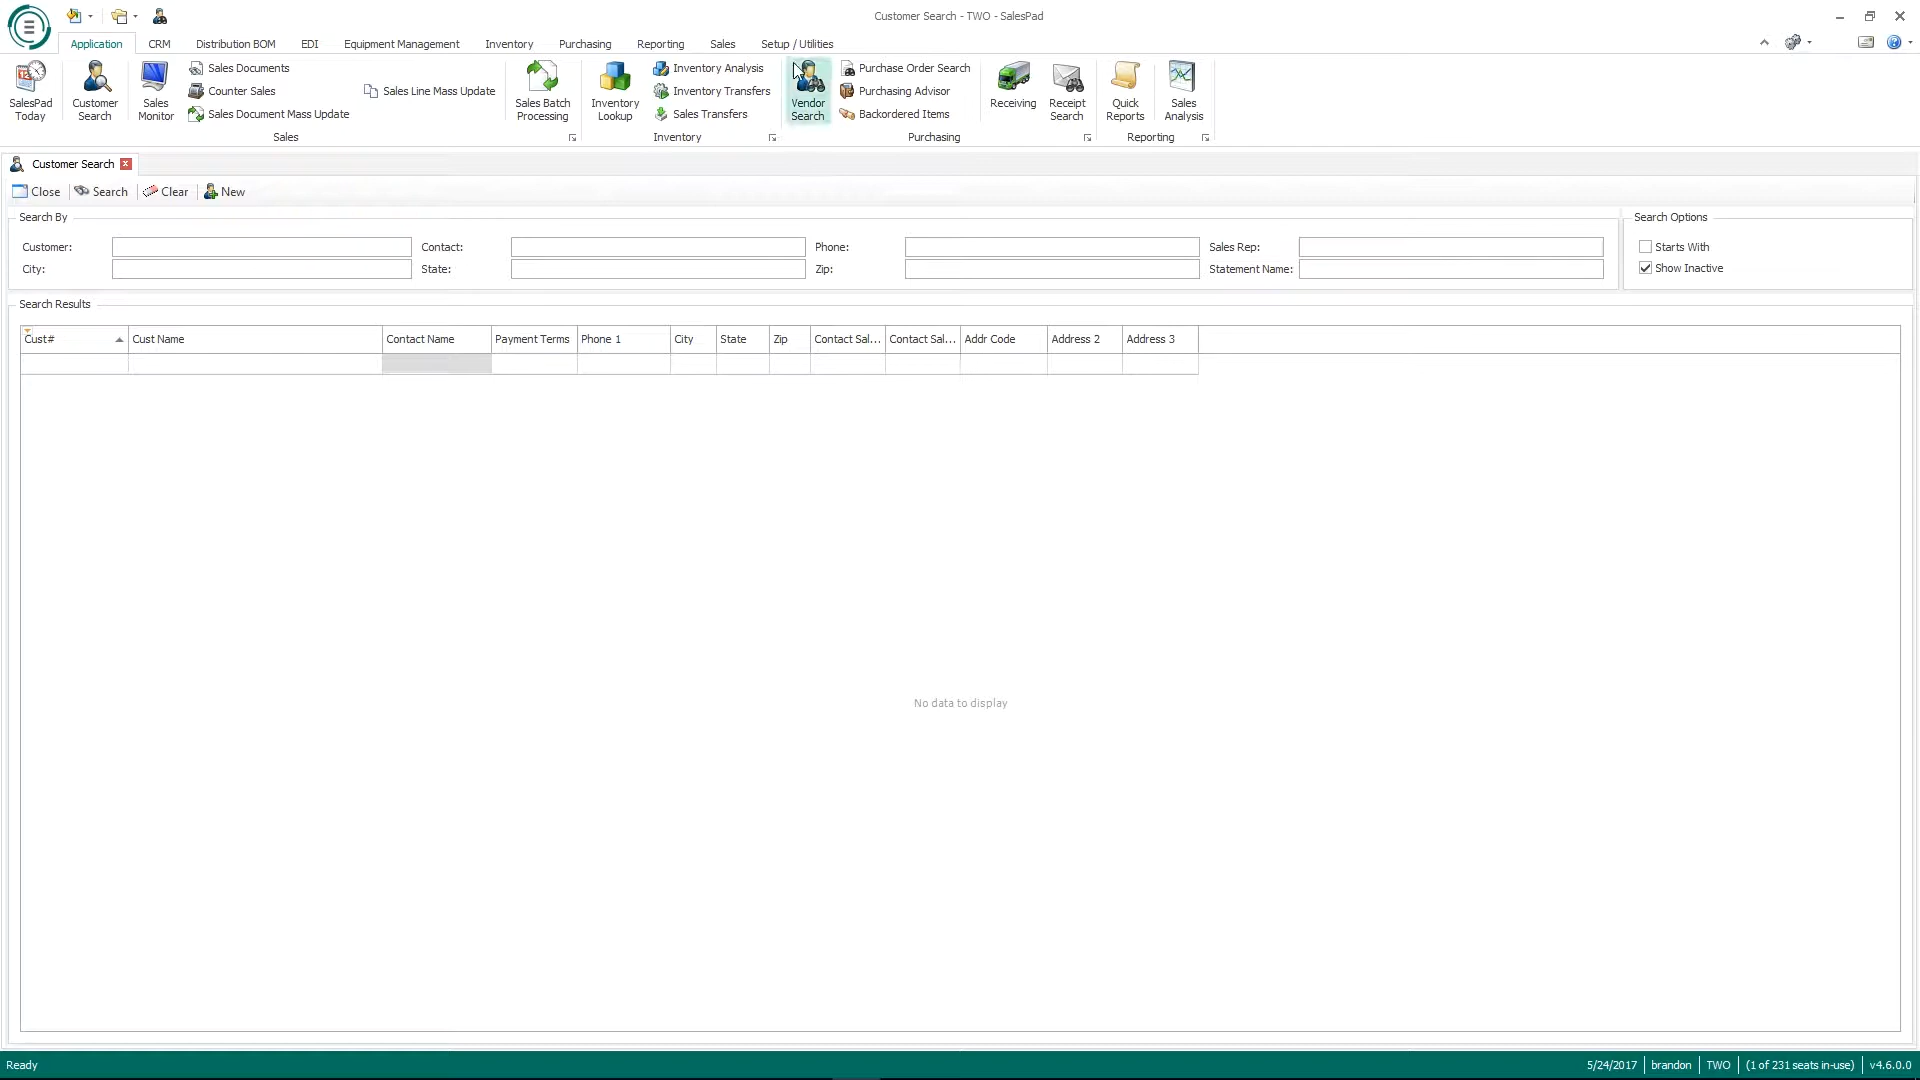 Customer Search - TWO - SalesPad
Application CRM Distribution BOM EDI Equipment Management Inventory Purchasing Reporting Sales Setup / Utilities
SalesPad Today
Customer Search
Sales Monitor
Sales Documents
Counter Sales
Sales Document Mass Update
Sales Line Mass Update
Sales Batch Processing
Sales
Inventory Lookup
Inventory Analysis
Inventory Transfers
Sales Transfers
Inventory
Vendor Search
Purchase Order Search
Purchasing Advisor
Backordered Items
Receiving
Receipt Search
Purchasing
Quick Reports
Sales Analysis
Reporting
Customer Search
Close Search Clear New
Search By
Customer: Contact: Phone: Sales Rep:
City: State: Zip: Statement Name:
Search Options
Starts With
Show Inactive
Search Results
Cust# Cust Name Contact Name Payment Terms Phone 1 City State Zip Contact Sal... Contact Sal... Addr Code Address 2 Address 3
No data to display
Ready 5/24/2017 brandon TWO (1 of 231 seats in-use) v4.6.0.0